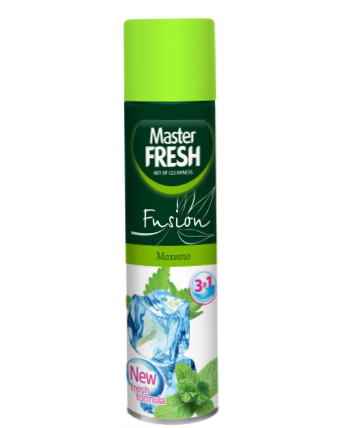 Master
FRESH
ART OF CLEANNESS
Fusion
Мохито
3в1
New
fresh
formula